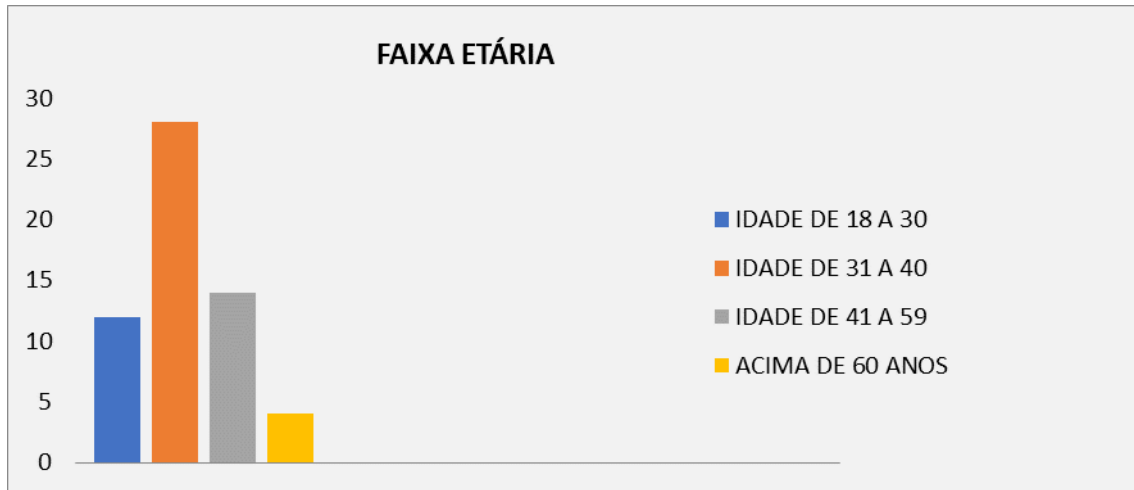 FAIXA ETÁRIA
30
25
20
15
10
5
0
IDADE DE 18 A 30
IDADE DE 31 A 40
IDADE DE 41 A 59
ACIMA DE 60 ANOS